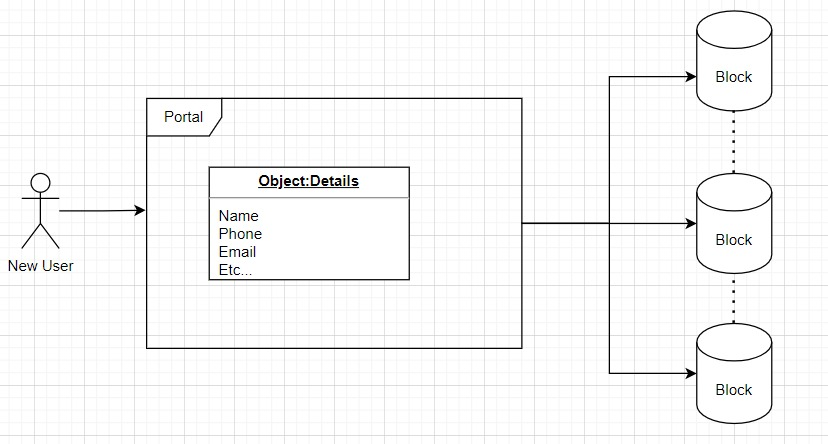 Portal
Object:Details
Name
Phone
Email
Etc...
New User
Block
Block
Block